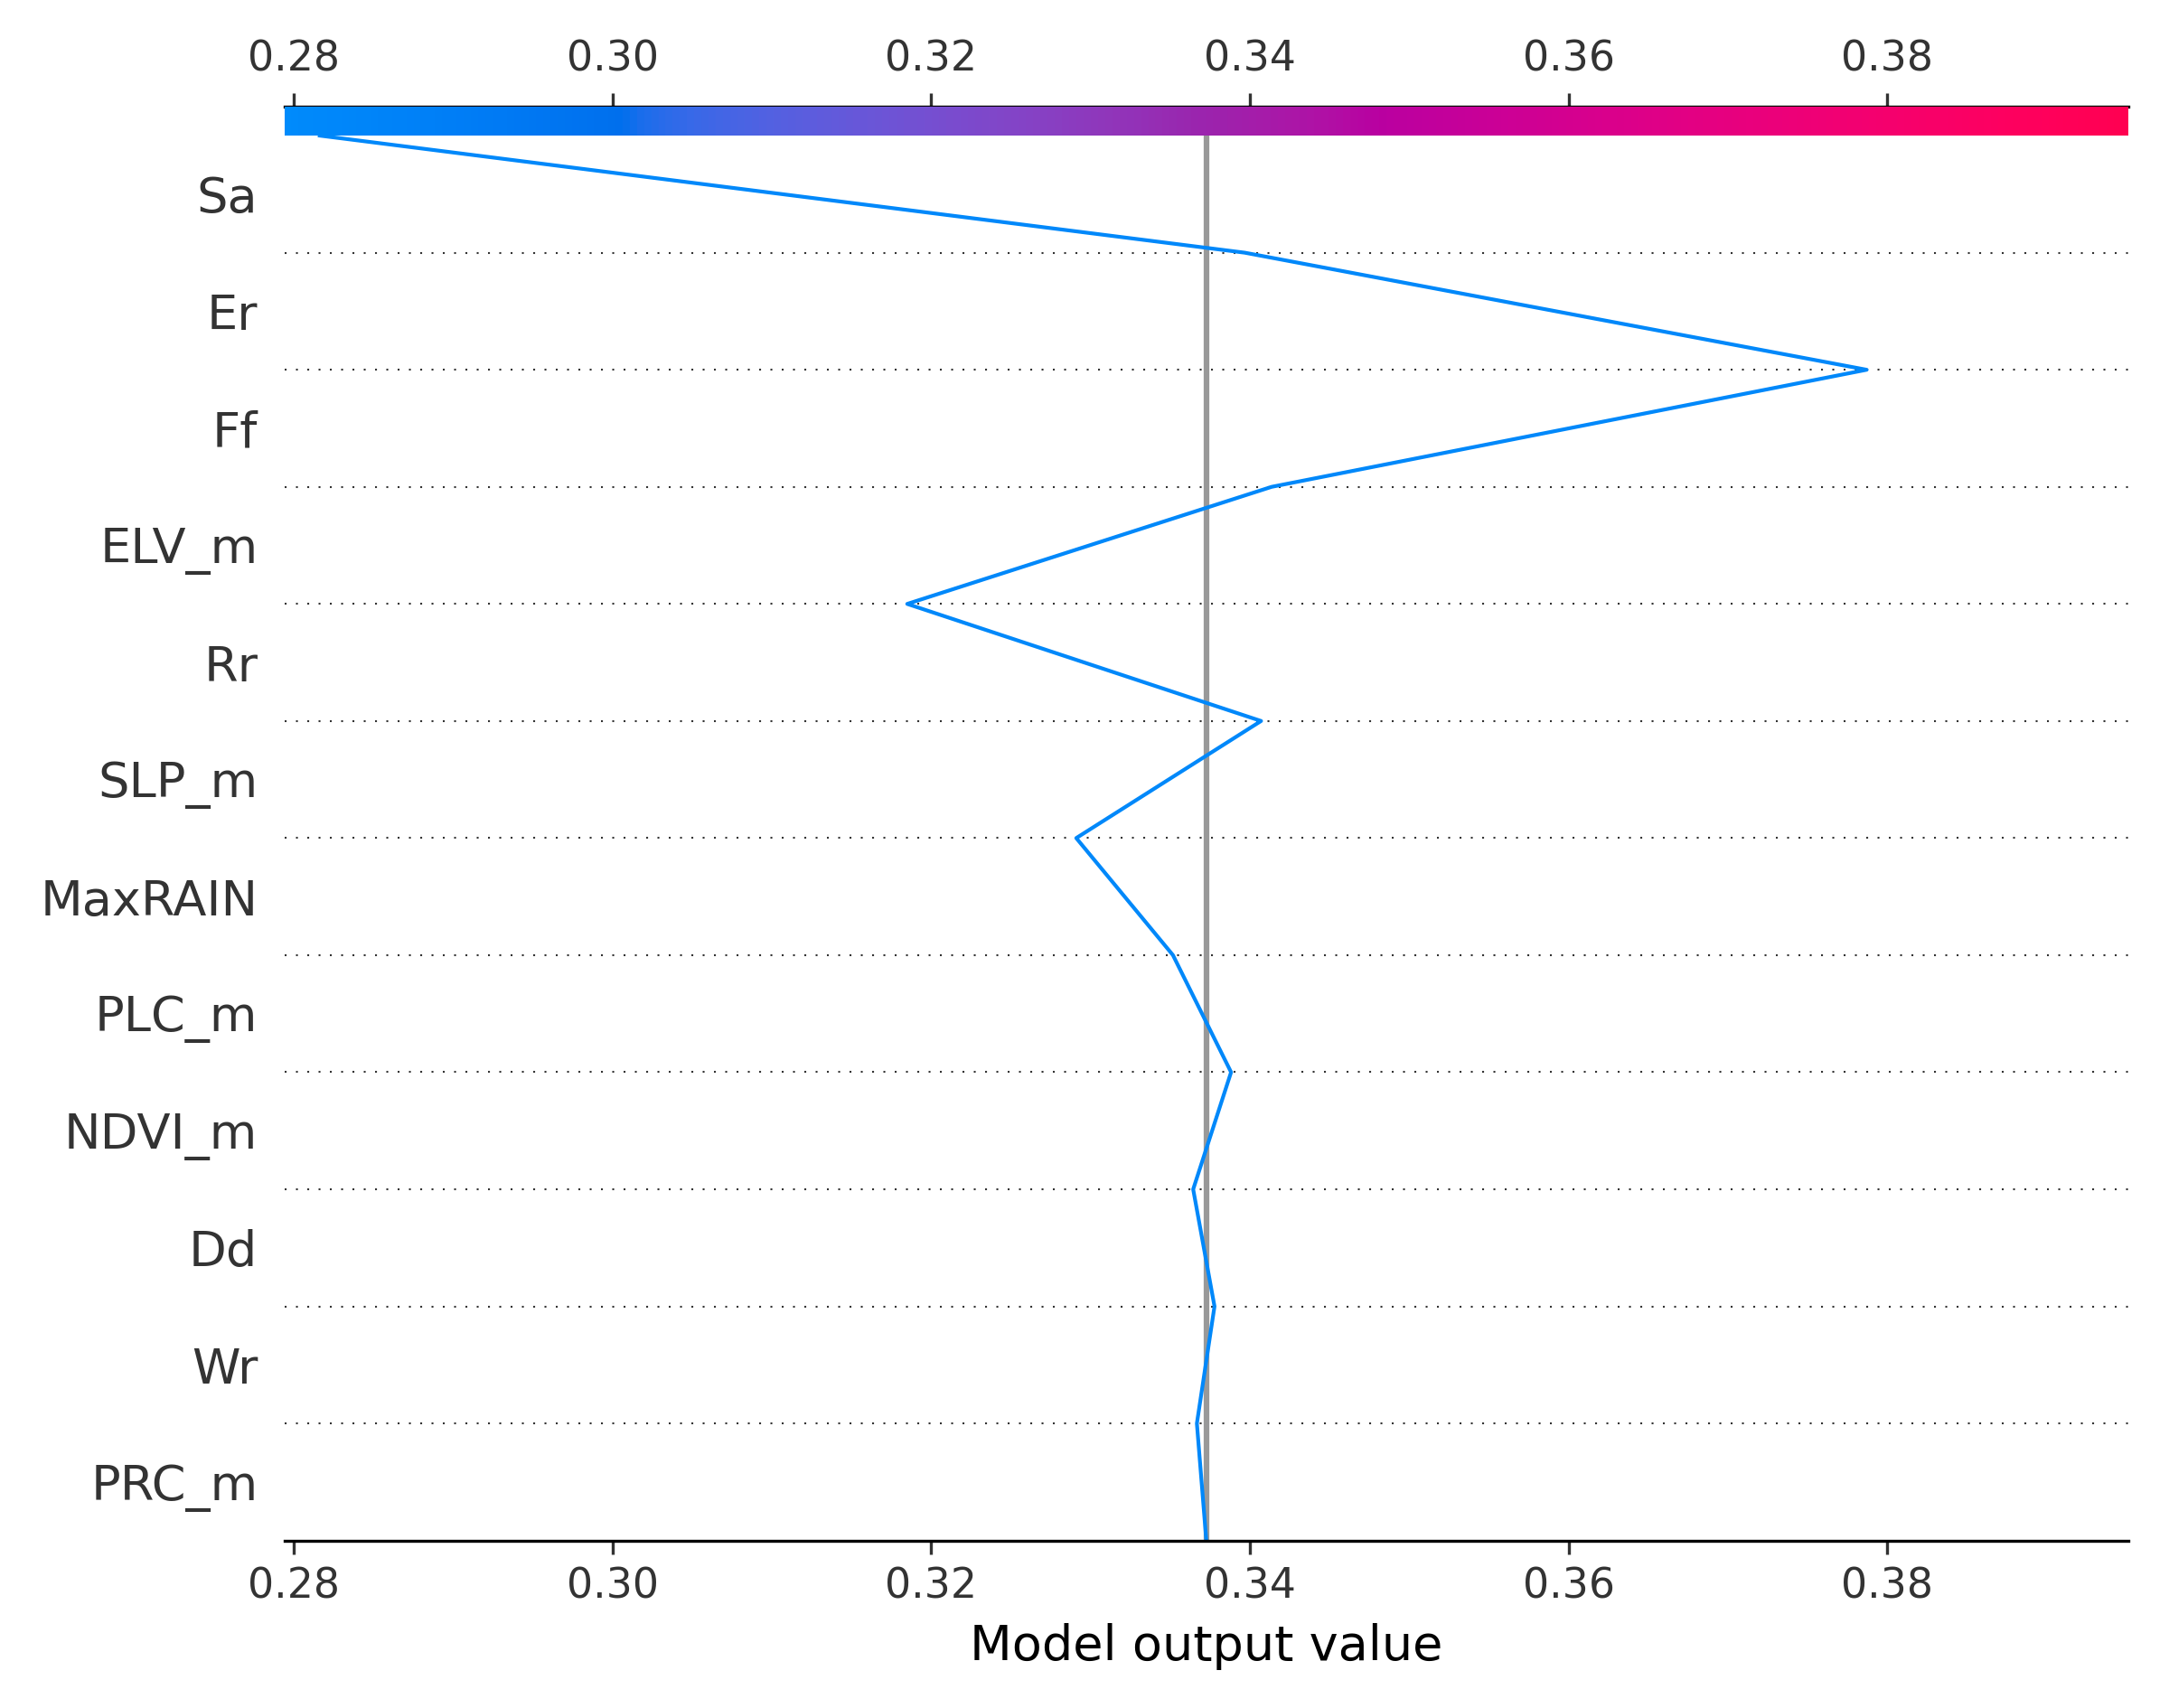 0.28 0.30 0.32 0.34 0.36 0.38
Sa
Er
Ff
ELV_m
Rr
SLP_m
MaxRAIN
PLC_m
NDVI_m
Dd
Wr
PRC_m
0.28 0.30 0.32 0.34 0.36 0.38
Model output value